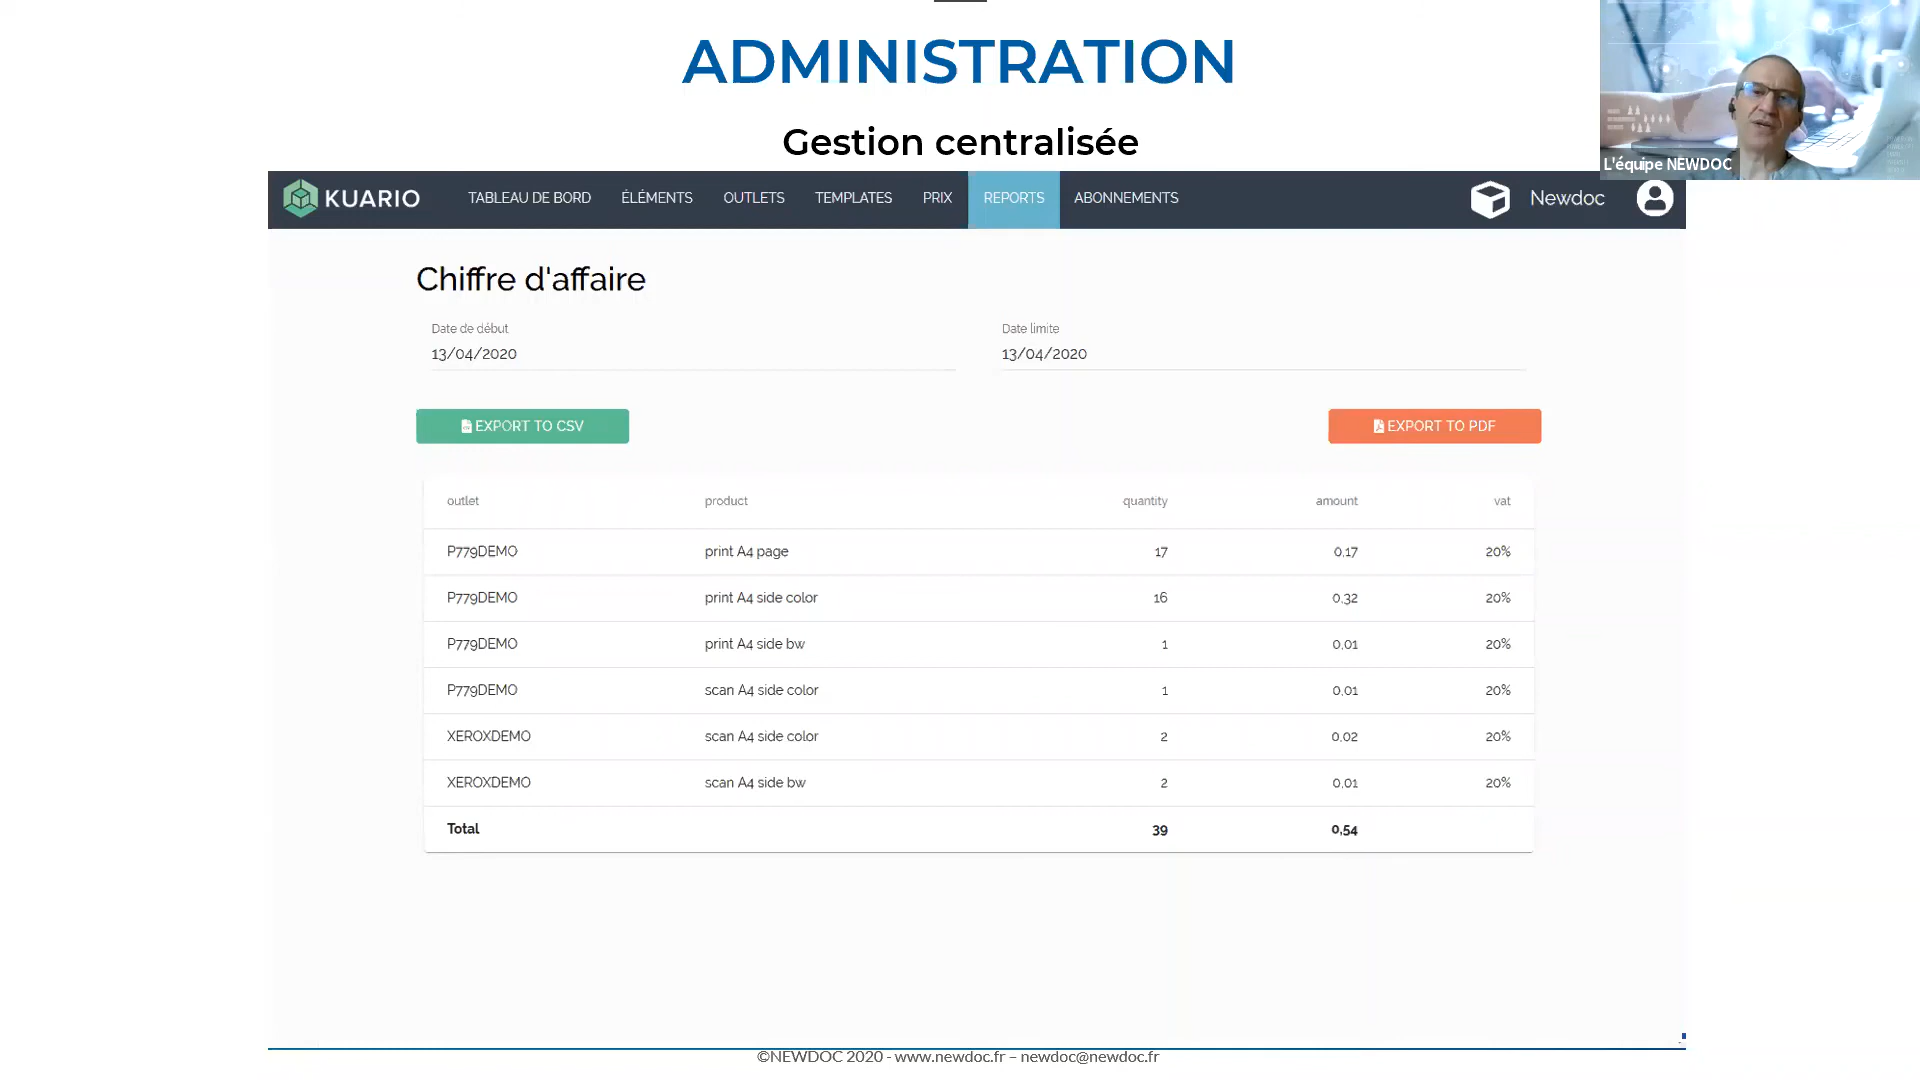 ADMINISTRATION
Gestion centralisée
L'équipe NEWDOC
KUARIO TABLEAU DE BORD ÉLÉMENTS OUTLETS TEMPLATES PRIX REPORTS ABONNEMENTS Newdoc
Chiffre d'affaire
Date de début Date limite
13/04/2020 13/04/2020
EXPORT TO CSV EXPORT TO PDF
outlet product quantity amount vat
P779DEMO print A4 page 17 0,17 20%
P779DEMO print A4 side color 16 0,32 20%
P779DEMO print A4 side bw 1 0,01 20%
P779DEMO scan A4 side color 1 0,01 20%
XEROXDEMO scan A4 side color 2 0,02 20%
XEROXDEMO scan A4 side bw 2 0,01 20%
Total 39 0,54
©NEWDOC 2020 - www.newdoc.fr – newdoc@newdoc.fr